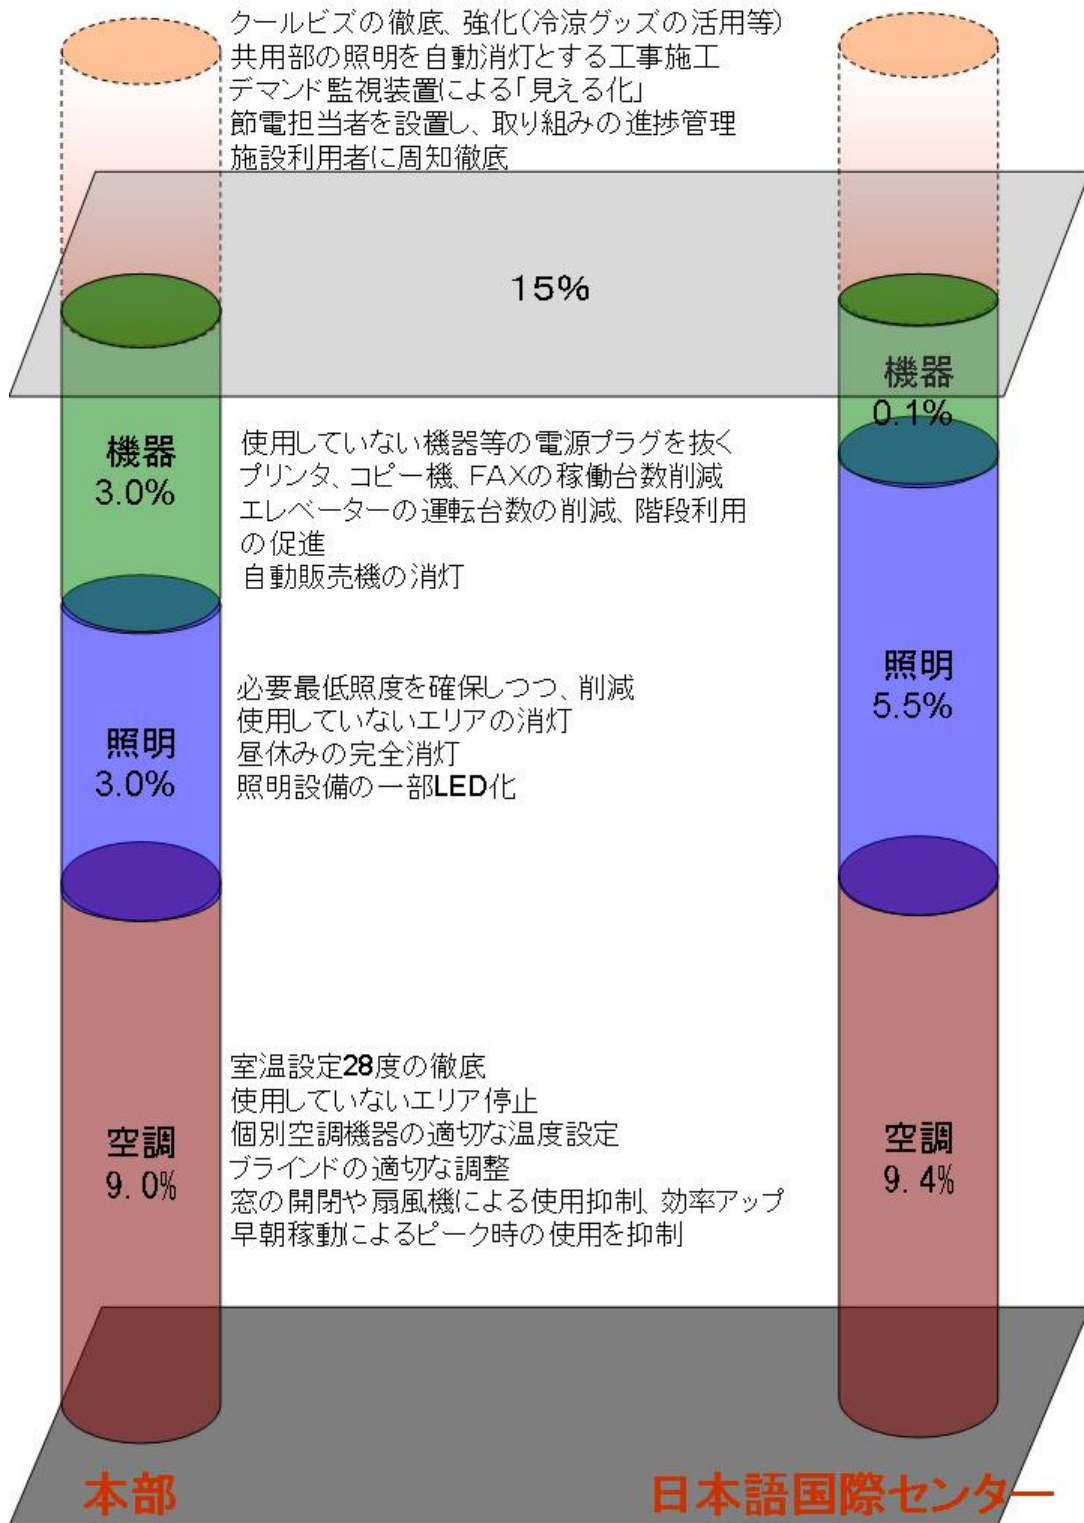 クールビズの徹底、強化(冷涼グッズの活用等)
共用部の照明を自動消灯とする工事施工
デマンド監視装置による「見える化」
節電担当者を設置し、取り組みの進捗管理
施設利用者に周知徹底
15%
機器
3.0%
使用していない機器等の電源プラグを抜く
プリンタ、コピー機、FAXの稼働台数削減
エレベーターの運転台数の削減、階段利用
の促進
自動販売機の消灯
機器
0.1%
照明
3.0%
必要最低照度を確保しつつ、削減
使用していないエリアの消灯
昼休みの完全消灯
照明設備の一部LED化
照明
5.5%
空調
9.0%
室温設定28度の徹底
使用していないエリア停止
個別空調機器の適切な温度設定
ブラインドの適切な調整
窓の開閉や扇風機による使用抑制、効率アップ
早朝稼動によるピーク時の使用を抑制
空調
9.4%
本部
日本語国際センター